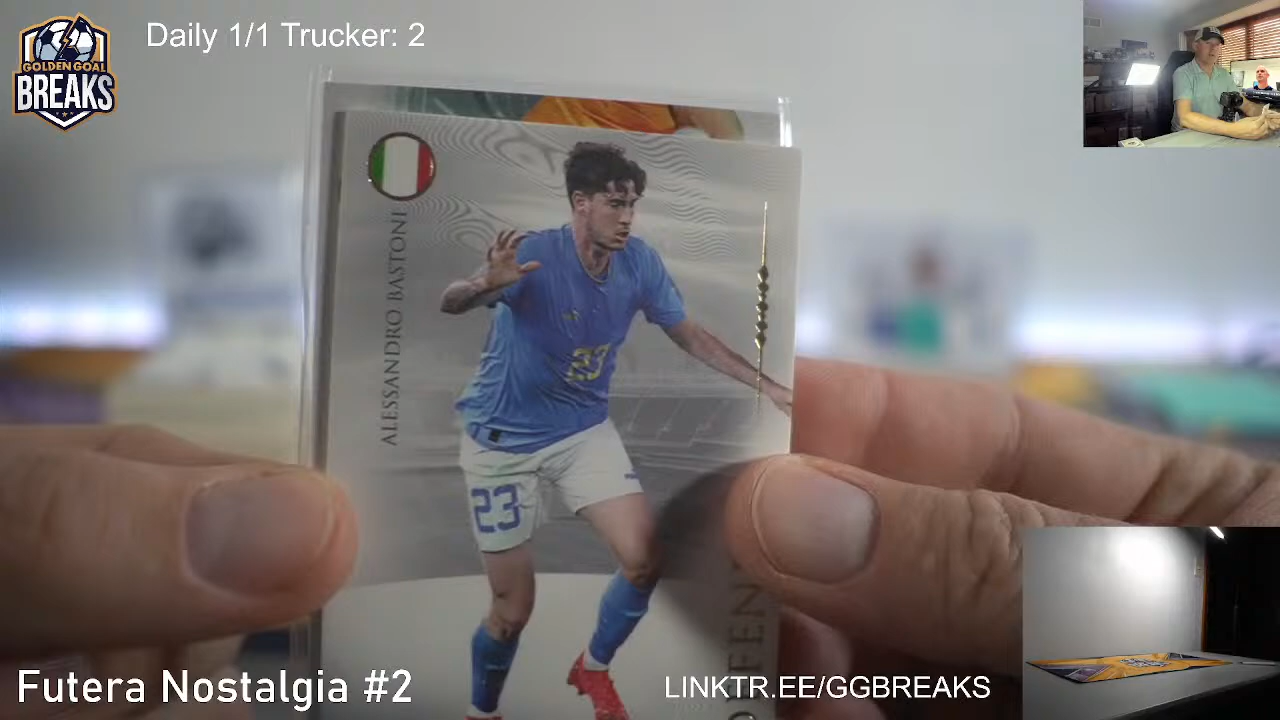 GOLDEN GOAL
BREAKS
Daily 1/1 Trucker: 2
ALESSANDRO BASTONI
23
23
Futera Nostalgia #2
LINKTR.EE/GGBREAKS